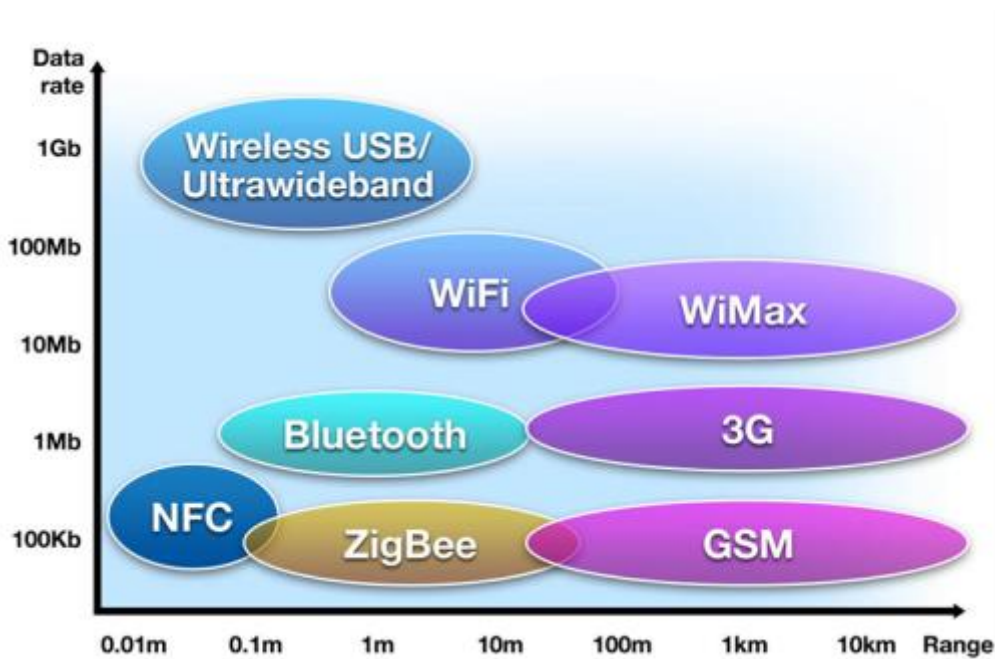 Data
rate
1Gb
Wireless USB/
Ultrawideband
100Mb
WiFi
WiMax
10Mb
Bluetooth
3G
1Mb
NFC
ZigBee
GSM
100Kb
0.01m 0.1m 1m 10m 100m 1km 10km Range